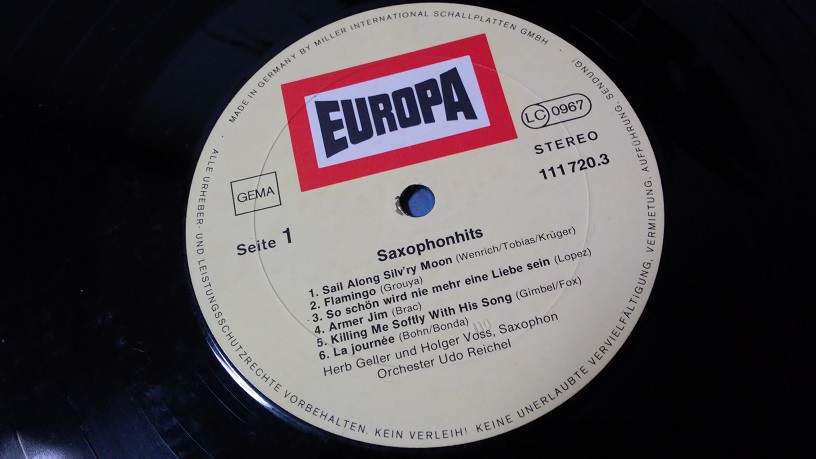 MADE IN GERMANY BY MILLER INTERNATIONAL SCHALLPLATTEN GMBH ·
EUROPA
LC 0967
STEREO
111 720.3
GEMA
Seite 1
Saxophonhits
1. Sail Along Silv'ry Moon (Wenrich/Tobias/Krüger)
2. Flamingo (Grouya)
3. So schön wird nie mehr eine Liebe sein (Lopez)
4. Armer Jim (Brac)
5. Killing Me Softly With His Song (Gimbel/Fox)
6. La journée (Bohn/Bonda)
Herb Geller und Holger Voss, Saxophon
Orchester Udo Reichel
· ALLE URHEBER- UND LEISTUNGSSCHUTZRECHTE VORBEHALTEN. KEIN VERLEIH! KEINE UNERLAUBTE VERVIELFÄLTIGUNG, VERMIETUNG, AUFFÜHRUNG, SENDUNG!